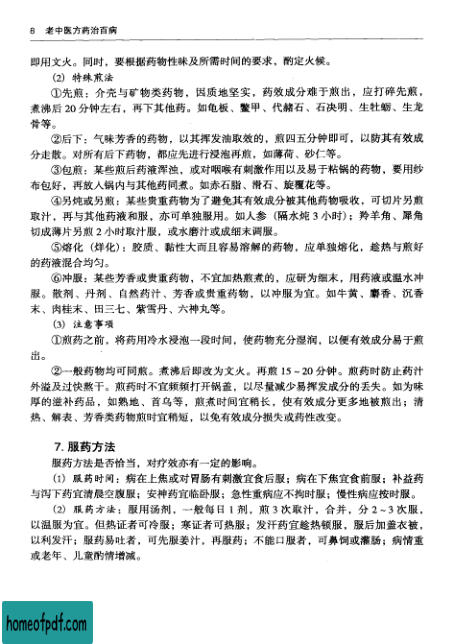 8 老中医方药治百病
即用文火。同时，要根据药物性味及所需时间的要求，酌定火候。
(2) 特殊煎法
①先煎：介壳与矿物类药物，因质地坚实，药效成分难于煎出，应打碎先煎，
煮沸后 20 分钟左右，再下其他药。如龟板、鳖甲、代赭石、石决明、生牡蛎、生龙
骨等。
②后下：气味芳香的药物，以其挥发油取效的，煎四五分钟即可，以防其有效成
分走散。对所有后下药物，都应先进行浸泡再煎，如薄荷、砂仁等。
③包煎：某些煎后药液浑浊，或对咽喉有刺激作用以及易于粘锅的药物，要用纱
布包好，再放入锅内与其他药同煮。如赤石脂、滑石、旋覆花等。
④另炖或另煎：某些贵重药物为了避免其有效成分被其他药物吸收，可切片另煎
取汁，再与其他药液和服，亦可单独服用。如人参（隔水炖 3 小时）；羚羊角、犀角
切成薄片另煎 2 小时取汁服，或水磨汁或成细末调服。
⑤熔化（烊化）：胶质、黏性大而且容易溶解的药物，应单独熔化，趁热与煎好
的药液混合均匀。
⑥冲服：某些芳香或贵重药物，不宜加热煎煮的，应研为细末，用药液或温水冲
服。散剂、丹剂、自然药汁、芳香或贵重药物，以冲服为宜。如牛黄、麝香、沉香
末、肉桂末、田三七、紫雪丹、六神丸等。
(3) 注意事项
①煎药之前，将药用冷水浸泡一段时间，使药物充分湿润，以便有效成分易于煎
出。
②一般药物均可同煎。煮沸后即改为文火。再煎 15～20 分钟。煎药时防止药汁
外溢及过快熬干。煎药时不宜频频打开锅盖，以尽量减少易挥发成分的丢失。如为味
厚的滋补药品，如熟地、首乌等，煎煮时间宜稍长，使有效成分更多地被煎出；清
热、解表、芳香类药物煎时宜稍短，以免有效成分损失或药性改变。
7. 服药方法
服药方法是否恰当，对疗效亦有一定的影响。
(1) 服药时间：病在上焦或对胃肠有刺激宜食后服；病在下焦宜食前服；补益药
与泻下药宜清晨空腹服；安神药宜临卧服；急性重病应不拘时服；慢性病应按时服。
(2) 服药方法：服用汤剂，一般每日 1 剂，煎 3 次取汁，合并，分 2～3 次服，
以温服为宜。但热证者可冷服；寒证者可热服；发汗药宜趁热顿服，服后加盖衣被，
以利发汗；服药易吐者，可先服姜汁，再服药；不能口服者，可鼻饲或灌肠；病情重
或老年、儿童酌情增减。
homeofpdf.com